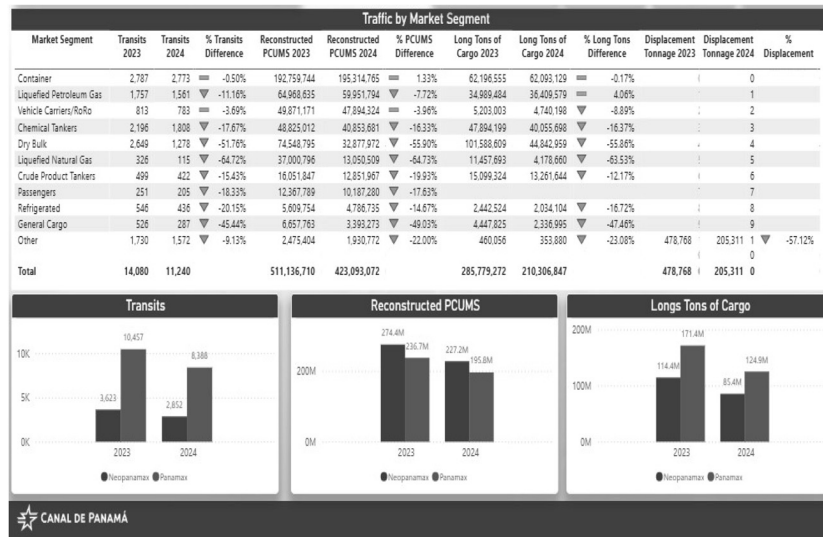 Traffic by Market Segment
Market Segment Transits 2023 Transits 2024 % Transits Difference Reconstructed PCUMS 2023 Reconstructed PCUMS 2024 % PCUMS Difference Long Tons of Cargo 2023 Long Tons of Cargo 2024 % Long Tons Difference Displacement Tonnage 2023 Displacement Tonnage 2024 % Displacement
Container 2,787 2,773 -0.50% 192,759,744 195,314,765 1.33% 62,196,555 62,093,129 -0.17% 0
Liquefied Petroleum Gas 1,757 1,561 -11.16% 64,968,635 59,951,794 -7.72% 34,989,484 36,409,579 4.06% 1
Vehicle Carriers/RoRo 813 783 -3.69% 49,871,171 47,894,324 -3.96% 5,203,003 4,740,198 -8.89% 2
Chemical Tankers 2,196 1,808 -17.67% 48,825,012 40,853,681 -16.33% 47,894,199 40,055,698 -16.37% 3
Dry Bulk 2,649 1,278 -51.76% 74,548,795 32,877,972 -55.90% 101,588,609 44,842,959 -55.86% 4
Liquefied Natural Gas 326 115 -64.72% 37,000,796 13,050,509 -64.73% 11,457,693 4,178,660 -63.53% 5
Crude Product Tankers 499 422 -15.43% 16,051,847 12,851,967 -19.93% 15,099,324 13,261,644 -12.17% 6
Passengers 251 205 -18.33% 12,367,789 10,187,280 -17.63% 7
Refrigerated 546 436 -20.15% 5,609,754 4,786,735 -14.67% 2,442,524 2,034,104 -16.72% 8
General Cargo 526 287 -45.44% 6,657,763 3,393,273 -49.03% 4,447,825 2,336,995 -47.46% 9
Other 1,730 1,572 -9.13% 2,475,404 1,930,772 -22.00% 460,056 353,880 -23.08% 478,768 205,311 1 -57.12%
0
Total 14,080 11,240 511,136,710 423,093,072 285,779,272 210,306,847 478,768 205,311 0
Transits
10K
5K
0K
3,623
10,457
2,852
8,388
2023
2024
Neopanamax Panamax
Reconstructed PCUMS
200M
0M
274.4M
236.7M
227.2M
195.8M
2023
2024
Neopanamax Panamax
Longs Tons of Cargo
200M
100M
0M
114.4M
171.4M
85.4M
124.9M
2023
2024
Neopanamax Panamax
CANAL DE PANAMÁ